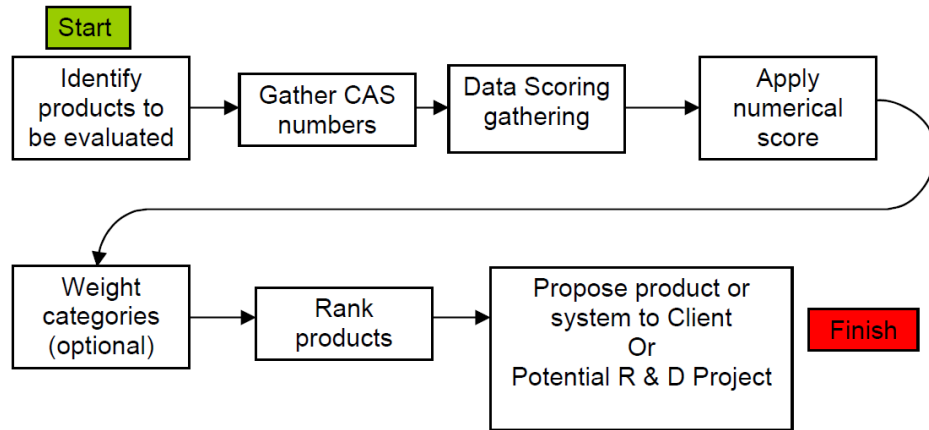 Start
Identify
products to
be evaluated
Gather CAS
numbers
Data Scoring
gathering
Apply
numerical
score
Weight
categories
(optional)
Rank
products
Propose product or
system to Client
Or
Potential R & D Project
Finish